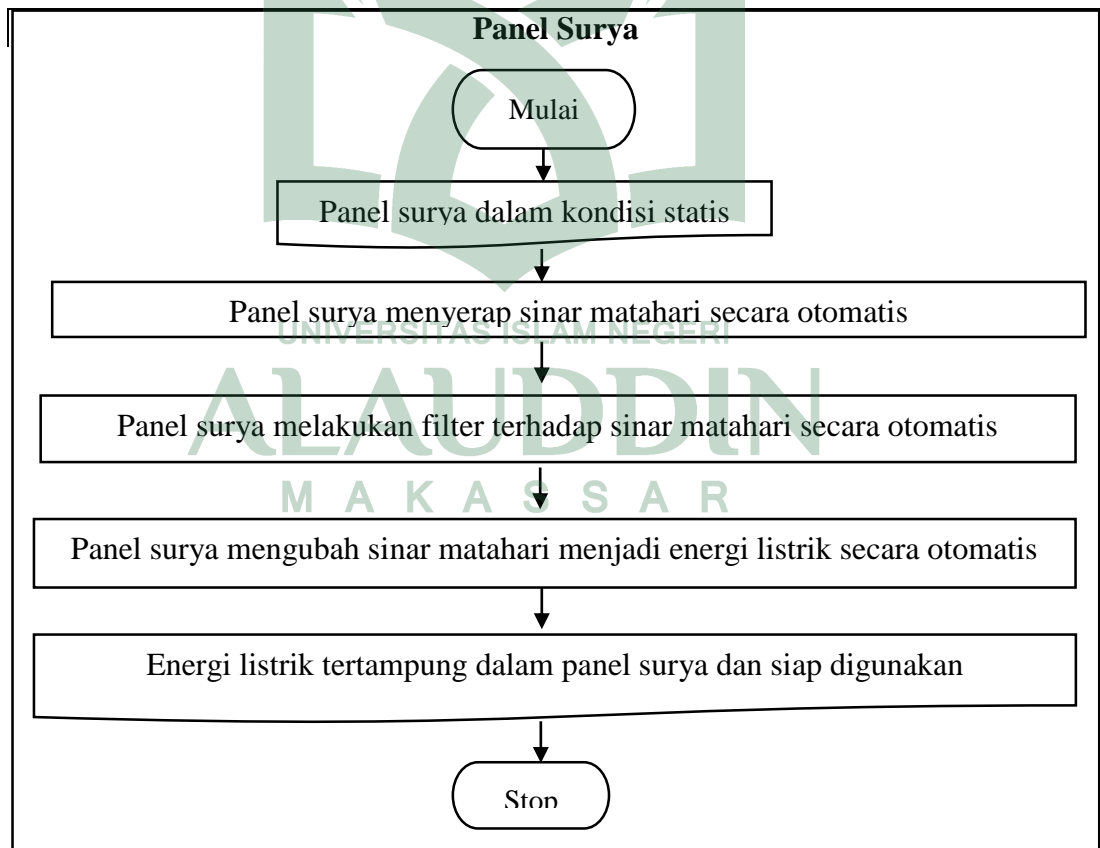 Panel Surya
Mulai
Panel surya dalam kondisi statis
Panel surya menyerap sinar matahari secara otomatis
UNIVERSITAS ISLAM NEGERI
ALAUDDIN
Panel surya melakukan filter terhadap sinar matahari secara otomatis
MAKASSAR
Panel surya mengubah sinar matahari menjadi energi listrik secara otomatis
Energi listrik tertampung dalam panel surya dan siap digunakan
Stop